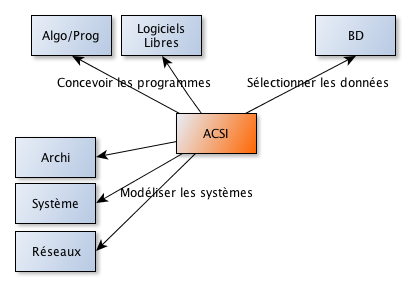 Algo/Prog
Logiciels
Libres
BD
Concevoir les programmes
Sélectionner les données
ACSI
Archi
Système
Modéliser les systèmes
Réseaux